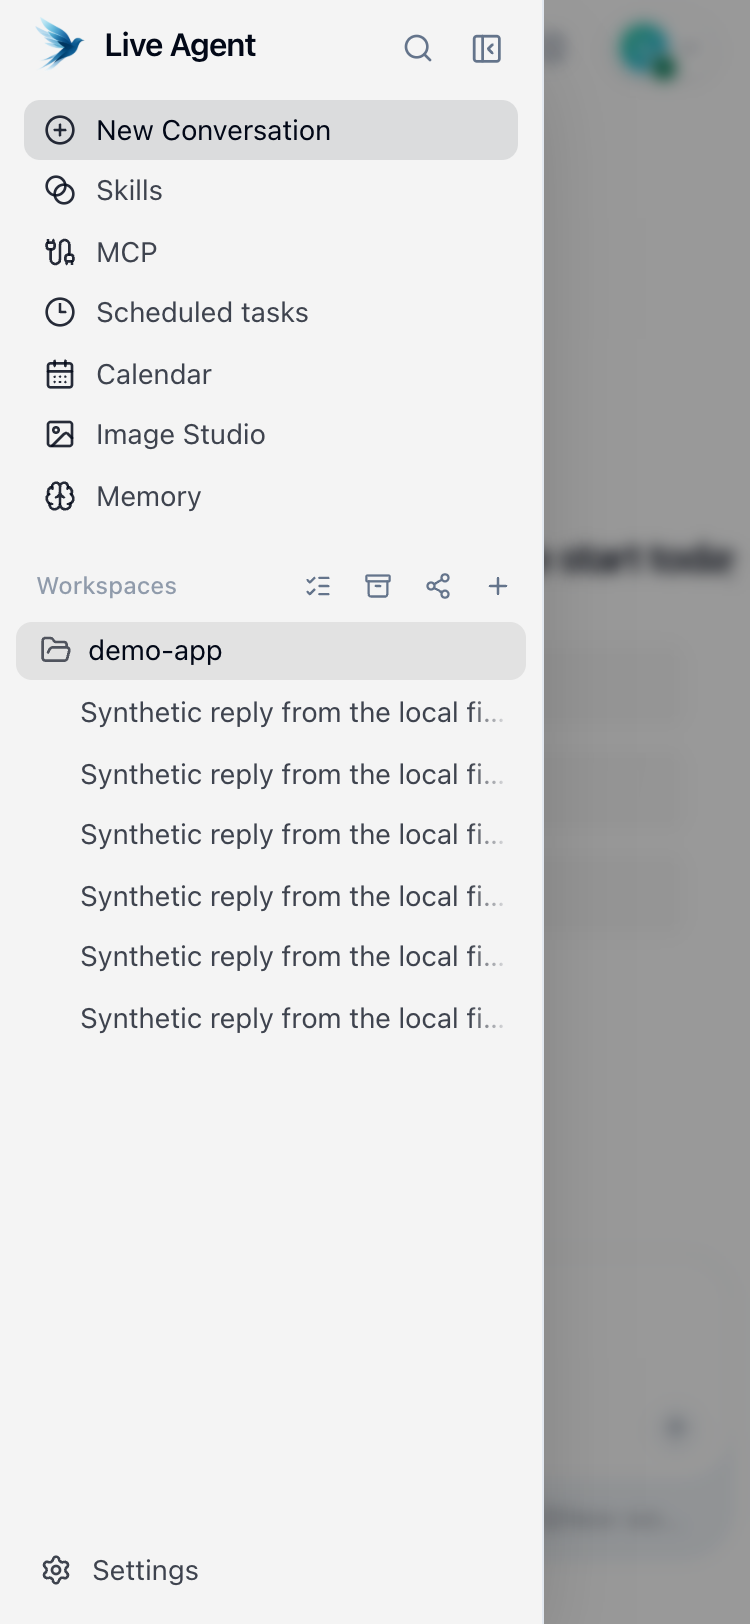 Live Agent
New Conversation
Skills
MCP
Scheduled tasks
Calendar
Image Studio
Memory
Workspaces
demo-app
Synthetic reply from the local fi...
Synthetic reply from the local fi...
Synthetic reply from the local fi...
Synthetic reply from the local fi...
Synthetic reply from the local fi...
Synthetic reply from the local fi...
start
Settings